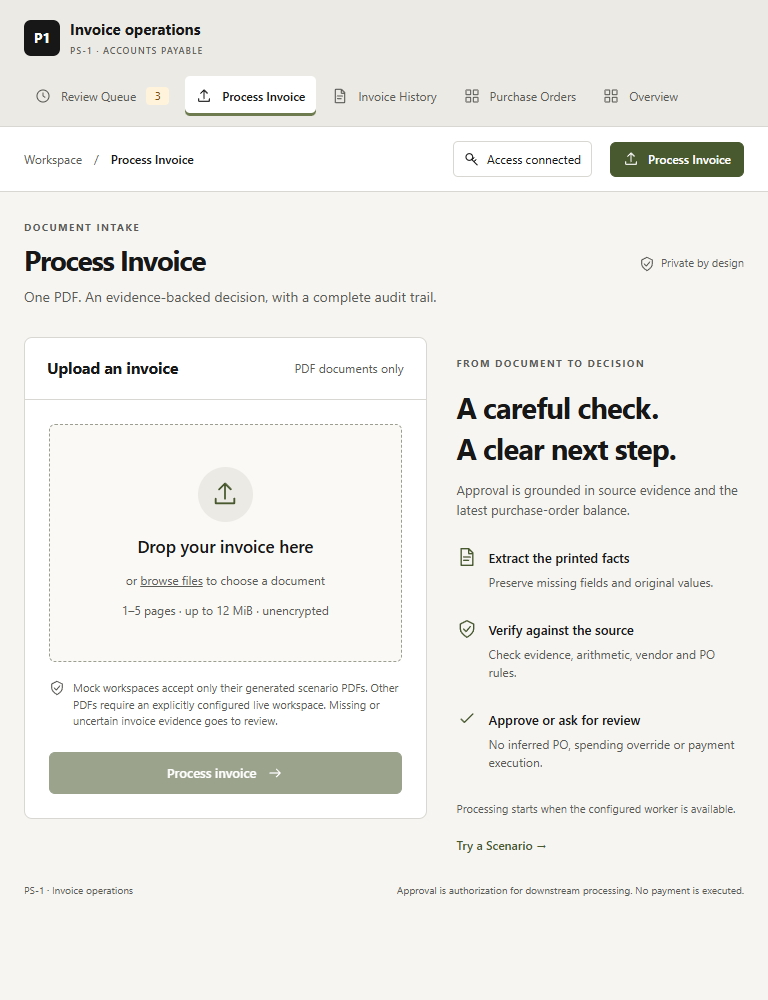 P1
Invoice operations
PS-1 · ACCOUNTS PAYABLE
Review Queue 3
Process Invoice
Invoice History
Purchase Orders
Overview
Workspace / Process Invoice
Access connected
Process Invoice
DOCUMENT INTAKE
Process Invoice
Private by design
One PDF. An evidence-backed decision, with a complete audit trail.
Upload an invoice
PDF documents only
Drop your invoice here
or browse files to choose a document
1–5 pages · up to 12 MiB · unencrypted
Mock workspaces accept only their generated scenario PDFs. Other
PDFs require an explicitly configured live workspace. Missing or
uncertain invoice evidence goes to review.
Process invoice →
FROM DOCUMENT TO DECISION
A careful check.
A clear next step.
Approval is grounded in source evidence and the
latest purchase-order balance.
Extract the printed facts
Preserve missing fields and original values.
Verify against the source
Check evidence, arithmetic, vendor and PO
rules.
Approve or ask for review
No inferred PO, spending override or payment
execution.
Processing starts when the configured worker is available.
Try a Scenario →
PS-1 · Invoice operations
Approval is authorization for downstream processing. No payment is executed.